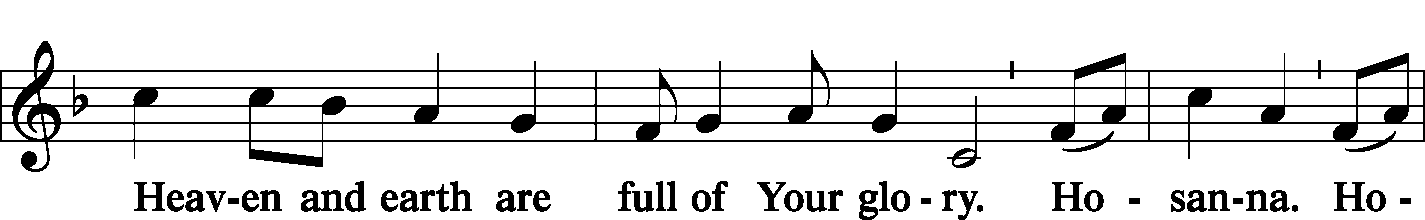 Heav-en and earth are full of Your glo - ry. Ho - san-na. Ho -